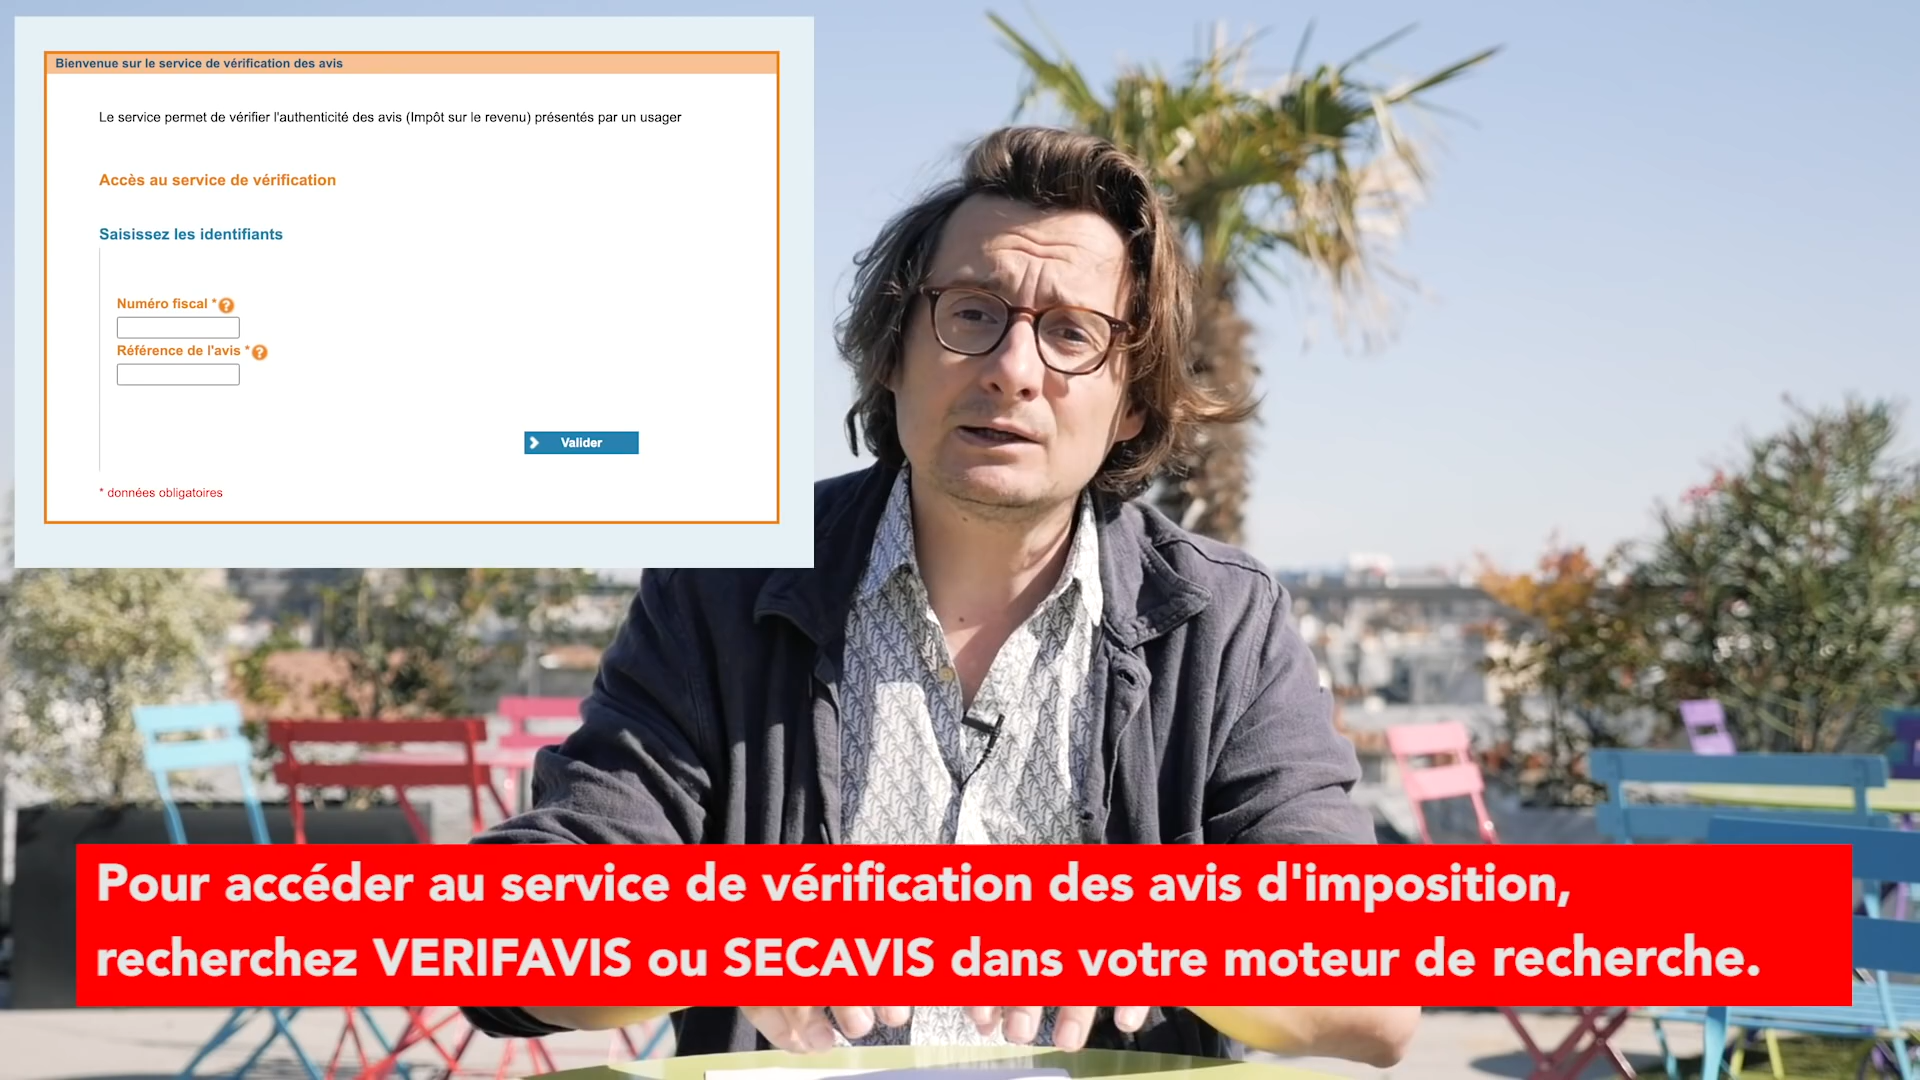 Bienvenue sur le service de vérification des avis
Le service permet de vérifier l'authenticité des avis (Impôt sur le revenu) présentés par un usager
Accès au service de vérification
Saisissez les identifiants
Numéro fiscal * ?
Référence de l'avis * ?
Valider
* données obligatoires
Pour accéder au service de vérification des avis d'imposition,
recherchez VERIFAVIS ou SECAVIS dans votre moteur de recherche.